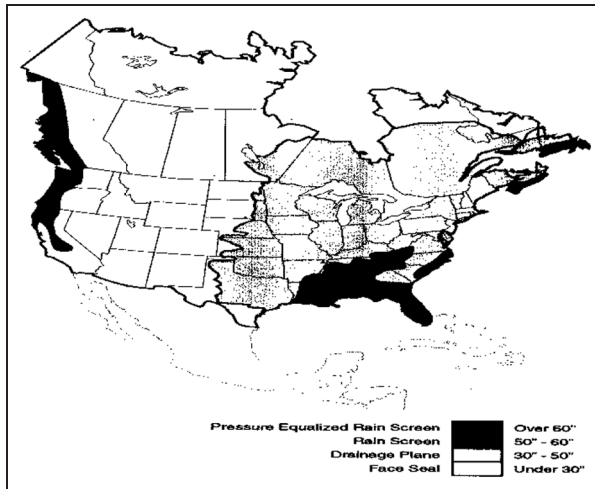 Pressure Equalized Rain Screen Over 60"
Rain Screen 50" - 60"
Drainage Plane 30" - 50"
Face Seal Under 30"